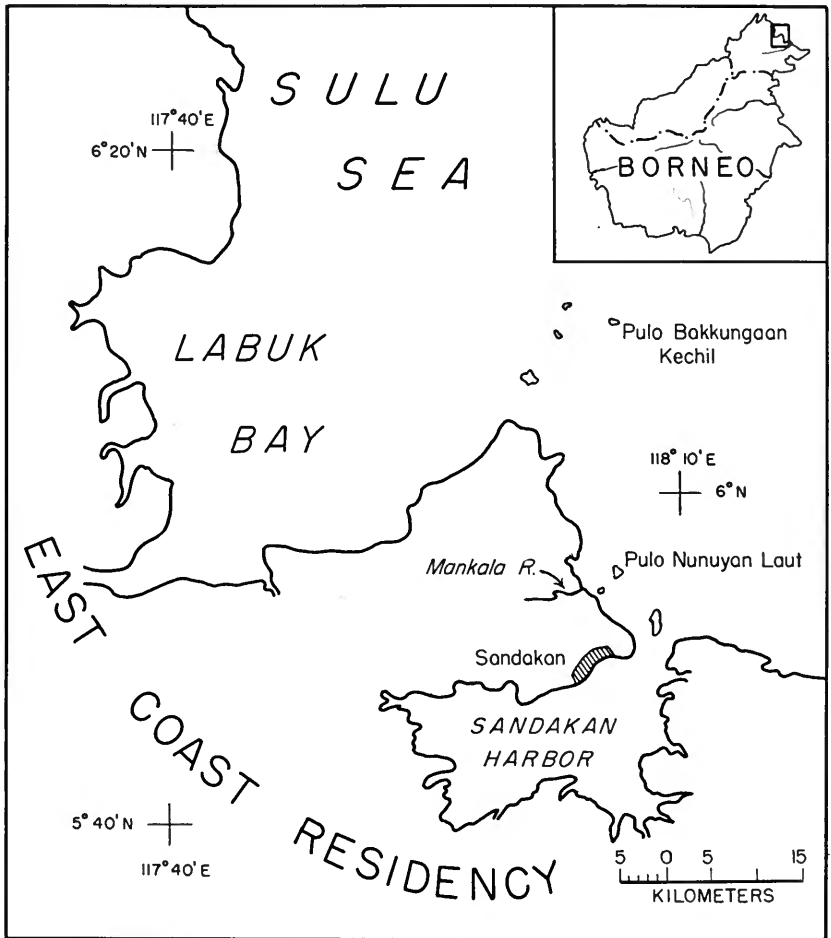 SULU
SEA
117° 40' E
6° 20' N
BORNEO
LABUK
BAY
Pulo Bakkungaan
Kechil
118° 10' E
6° N
EAST
COAST
RESIDENCY
Mankala R.
Pulo Nunuyan Laut
Sandakan
SANDAKAN
HARBOR
5° 40' N
117° 40' E
5 0 5 15
KILOMETERS